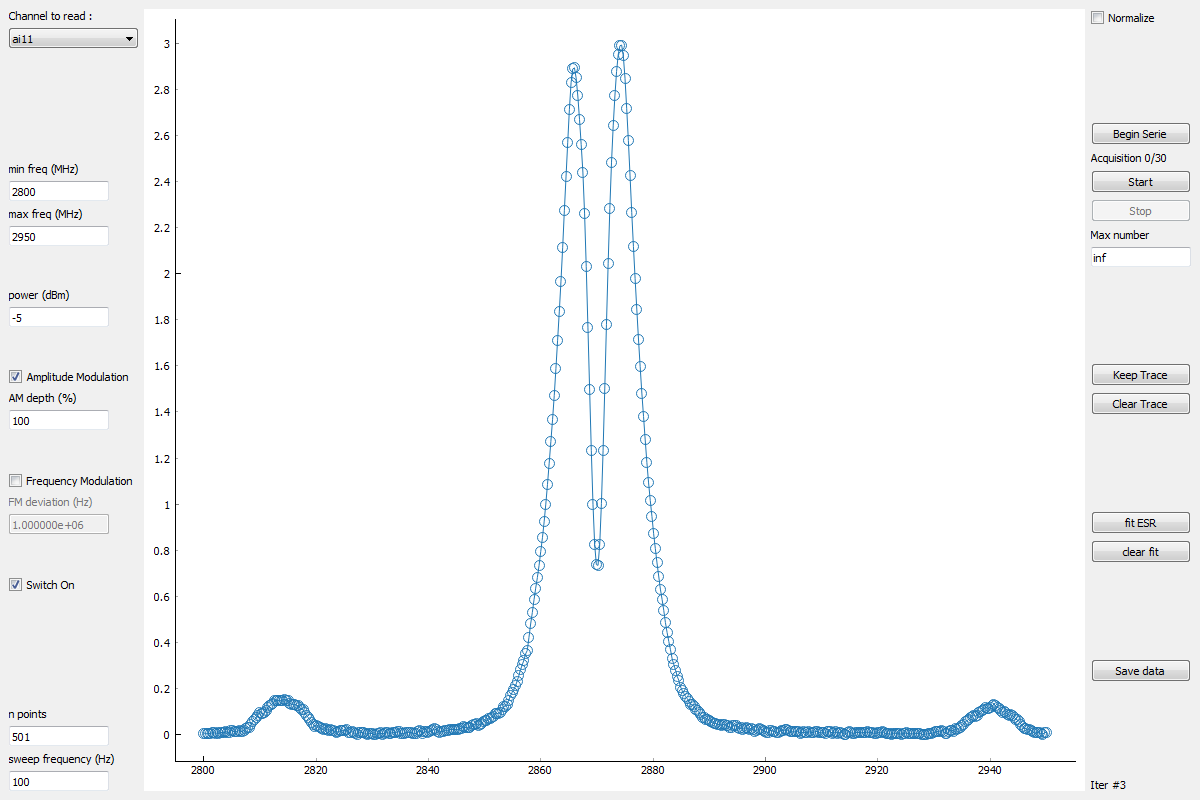 Channel to read :
ai11
min freq (MHz)
2800
max freq (MHz)
2950
power (dBm)
-5
Amplitude Modulation
AM depth (%)
100
Frequency Modulation
FM deviation (Hz)
1.000000e+06
Switch On
n points
501
sweep frequency (Hz)
100
3
2.8
2.6
2.4
2.2
2
1.8
1.6
1.4
1.2
1
0.8
0.6
0.4
0.2
0
2800 2820 2840 2860 2880 2900 2920 2940
Normalize
Begin Serie
Acquisition 0/30
Start
Stop
Max number
inf
Keep Trace
Clear Trace
fit ESR
clear fit
Save data
Iter #3